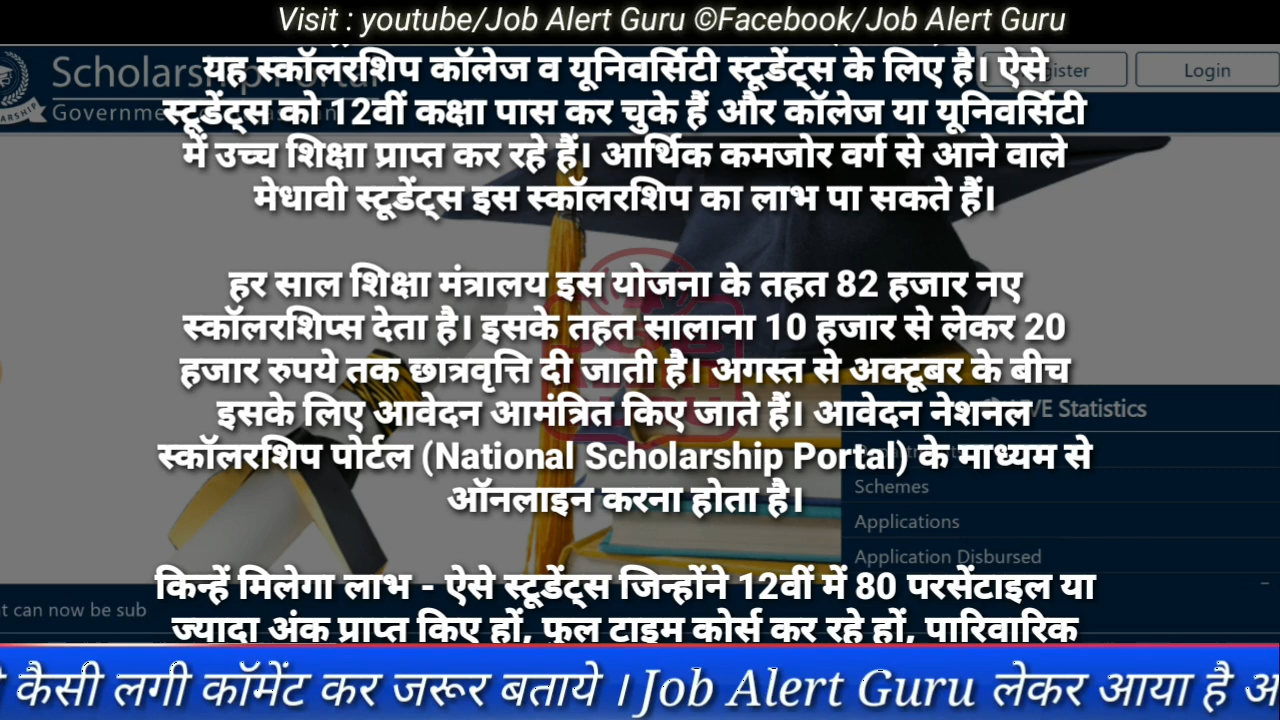 Visit : youtube/Job Alert Guru ©Facebook/Job Alert Guru
यह स्कॉलरशिप कॉलेज व यूनिवर्सिटी स्टूडेंट्स के लिए है। ऐसे
स्टूडेंट्स को 12वीं कक्षा पास कर चुके हैं और कॉलेज या यूनिवर्सिटी
में उच्च शिक्षा प्राप्त कर रहे हैं। आर्थिक कमजोर वर्ग से आने वाले
मेधावी स्टूडेंट्स इस स्कॉलरशिप का लाभ पा सकते हैं।
हर साल शिक्षा मंत्रालय इस योजना के तहत 82 हजार नए
स्कॉलरशिप्स देता है। इसके तहत सालाना 10 हजार से लेकर 20
हजार रुपये तक छात्रवृत्ति दी जाती है। अगस्त से अक्टूबर के बीच
इसके लिए आवेदन आमंत्रित किए जाते हैं। आवेदन नेशनल
स्कॉलरशिप पोर्टल (National Scholarship Portal) के माध्यम से
ऑनलाइन करना होता है।
किन्हें मिलेगा लाभ - ऐसे स्टूडेंट्स जिन्होंने 12वीं में 80 परसेंटाइल या
ज्यादा अंक प्राप्त किए हों, फुल टाइम कोर्स कर रहे हों, पारिवारिक
Login
Statistics
Schemes
Applications
Application Disbursed
t can now be sub
कैसी लगी कॉमेंट कर जरूर बताये । Job Alert Guru लेकर आया है